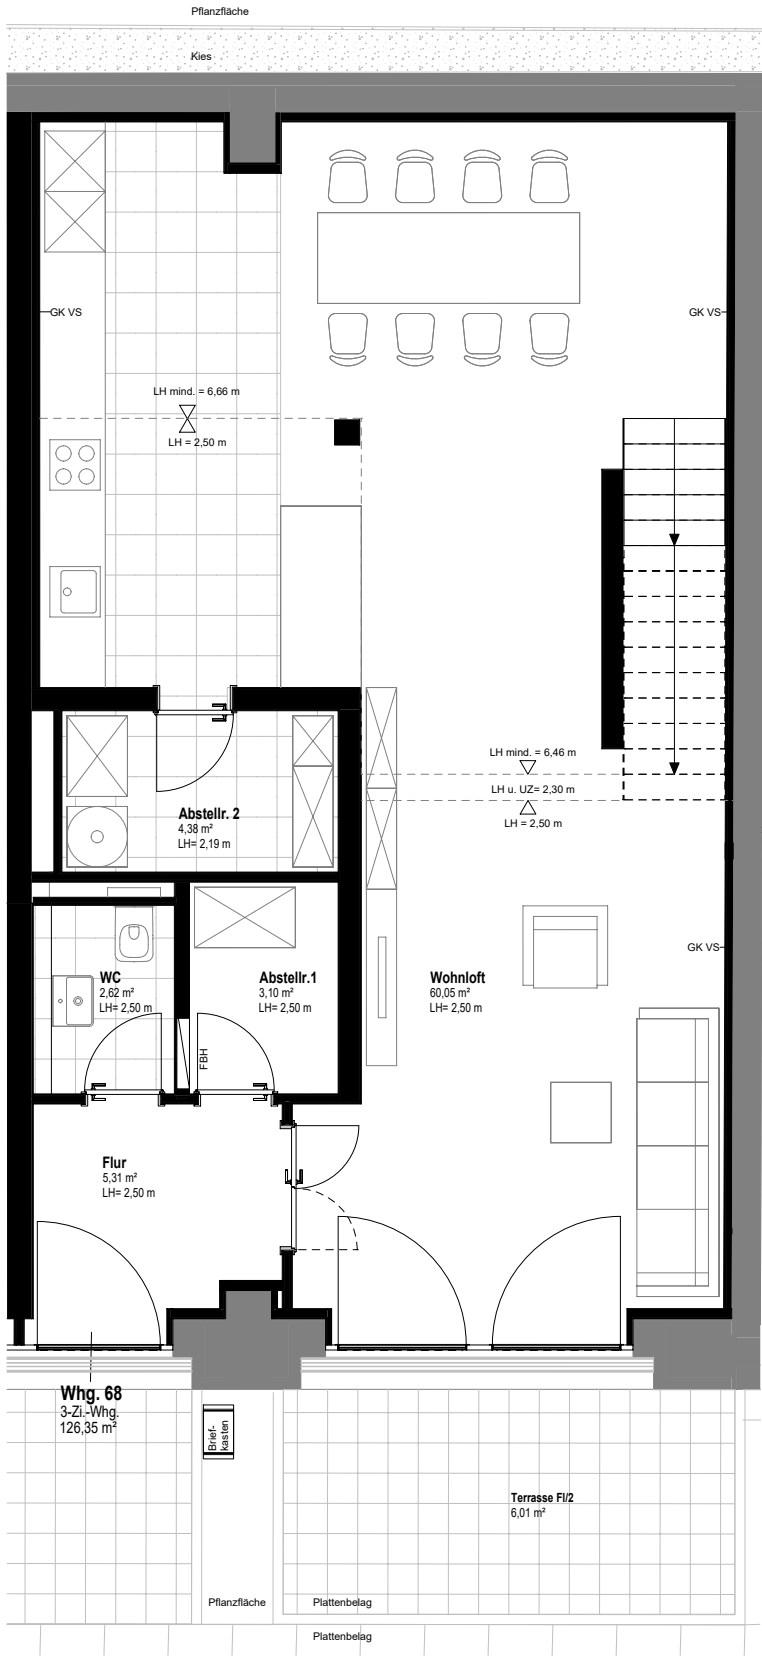 Pflanzfläche
Kies
GK VS
GK VS
LH mind. = 6,66 m
LH = 2,50 m
LH mind. = 6,46 m
LH u. UZ= 2,30 m
LH = 2,50 m
Abstellr. 2
4,38 m²
LH= 2,19 m
GK VS
WC
2,62 m²
LH= 2,50 m
Abstellr.1
3,10 m²
LH= 2,50 m
Wohnloft
60,05 m²
LH= 2,50 m
FBH
Flur
5,31 m²
LH= 2,50 m
Whg. 68
3-Zi.-Whg.
126,35 m²
Brief-
kasten
Terrasse FI/2
6,01 m²
Pflanzfläche
Plattenbelag
Plattenbelag